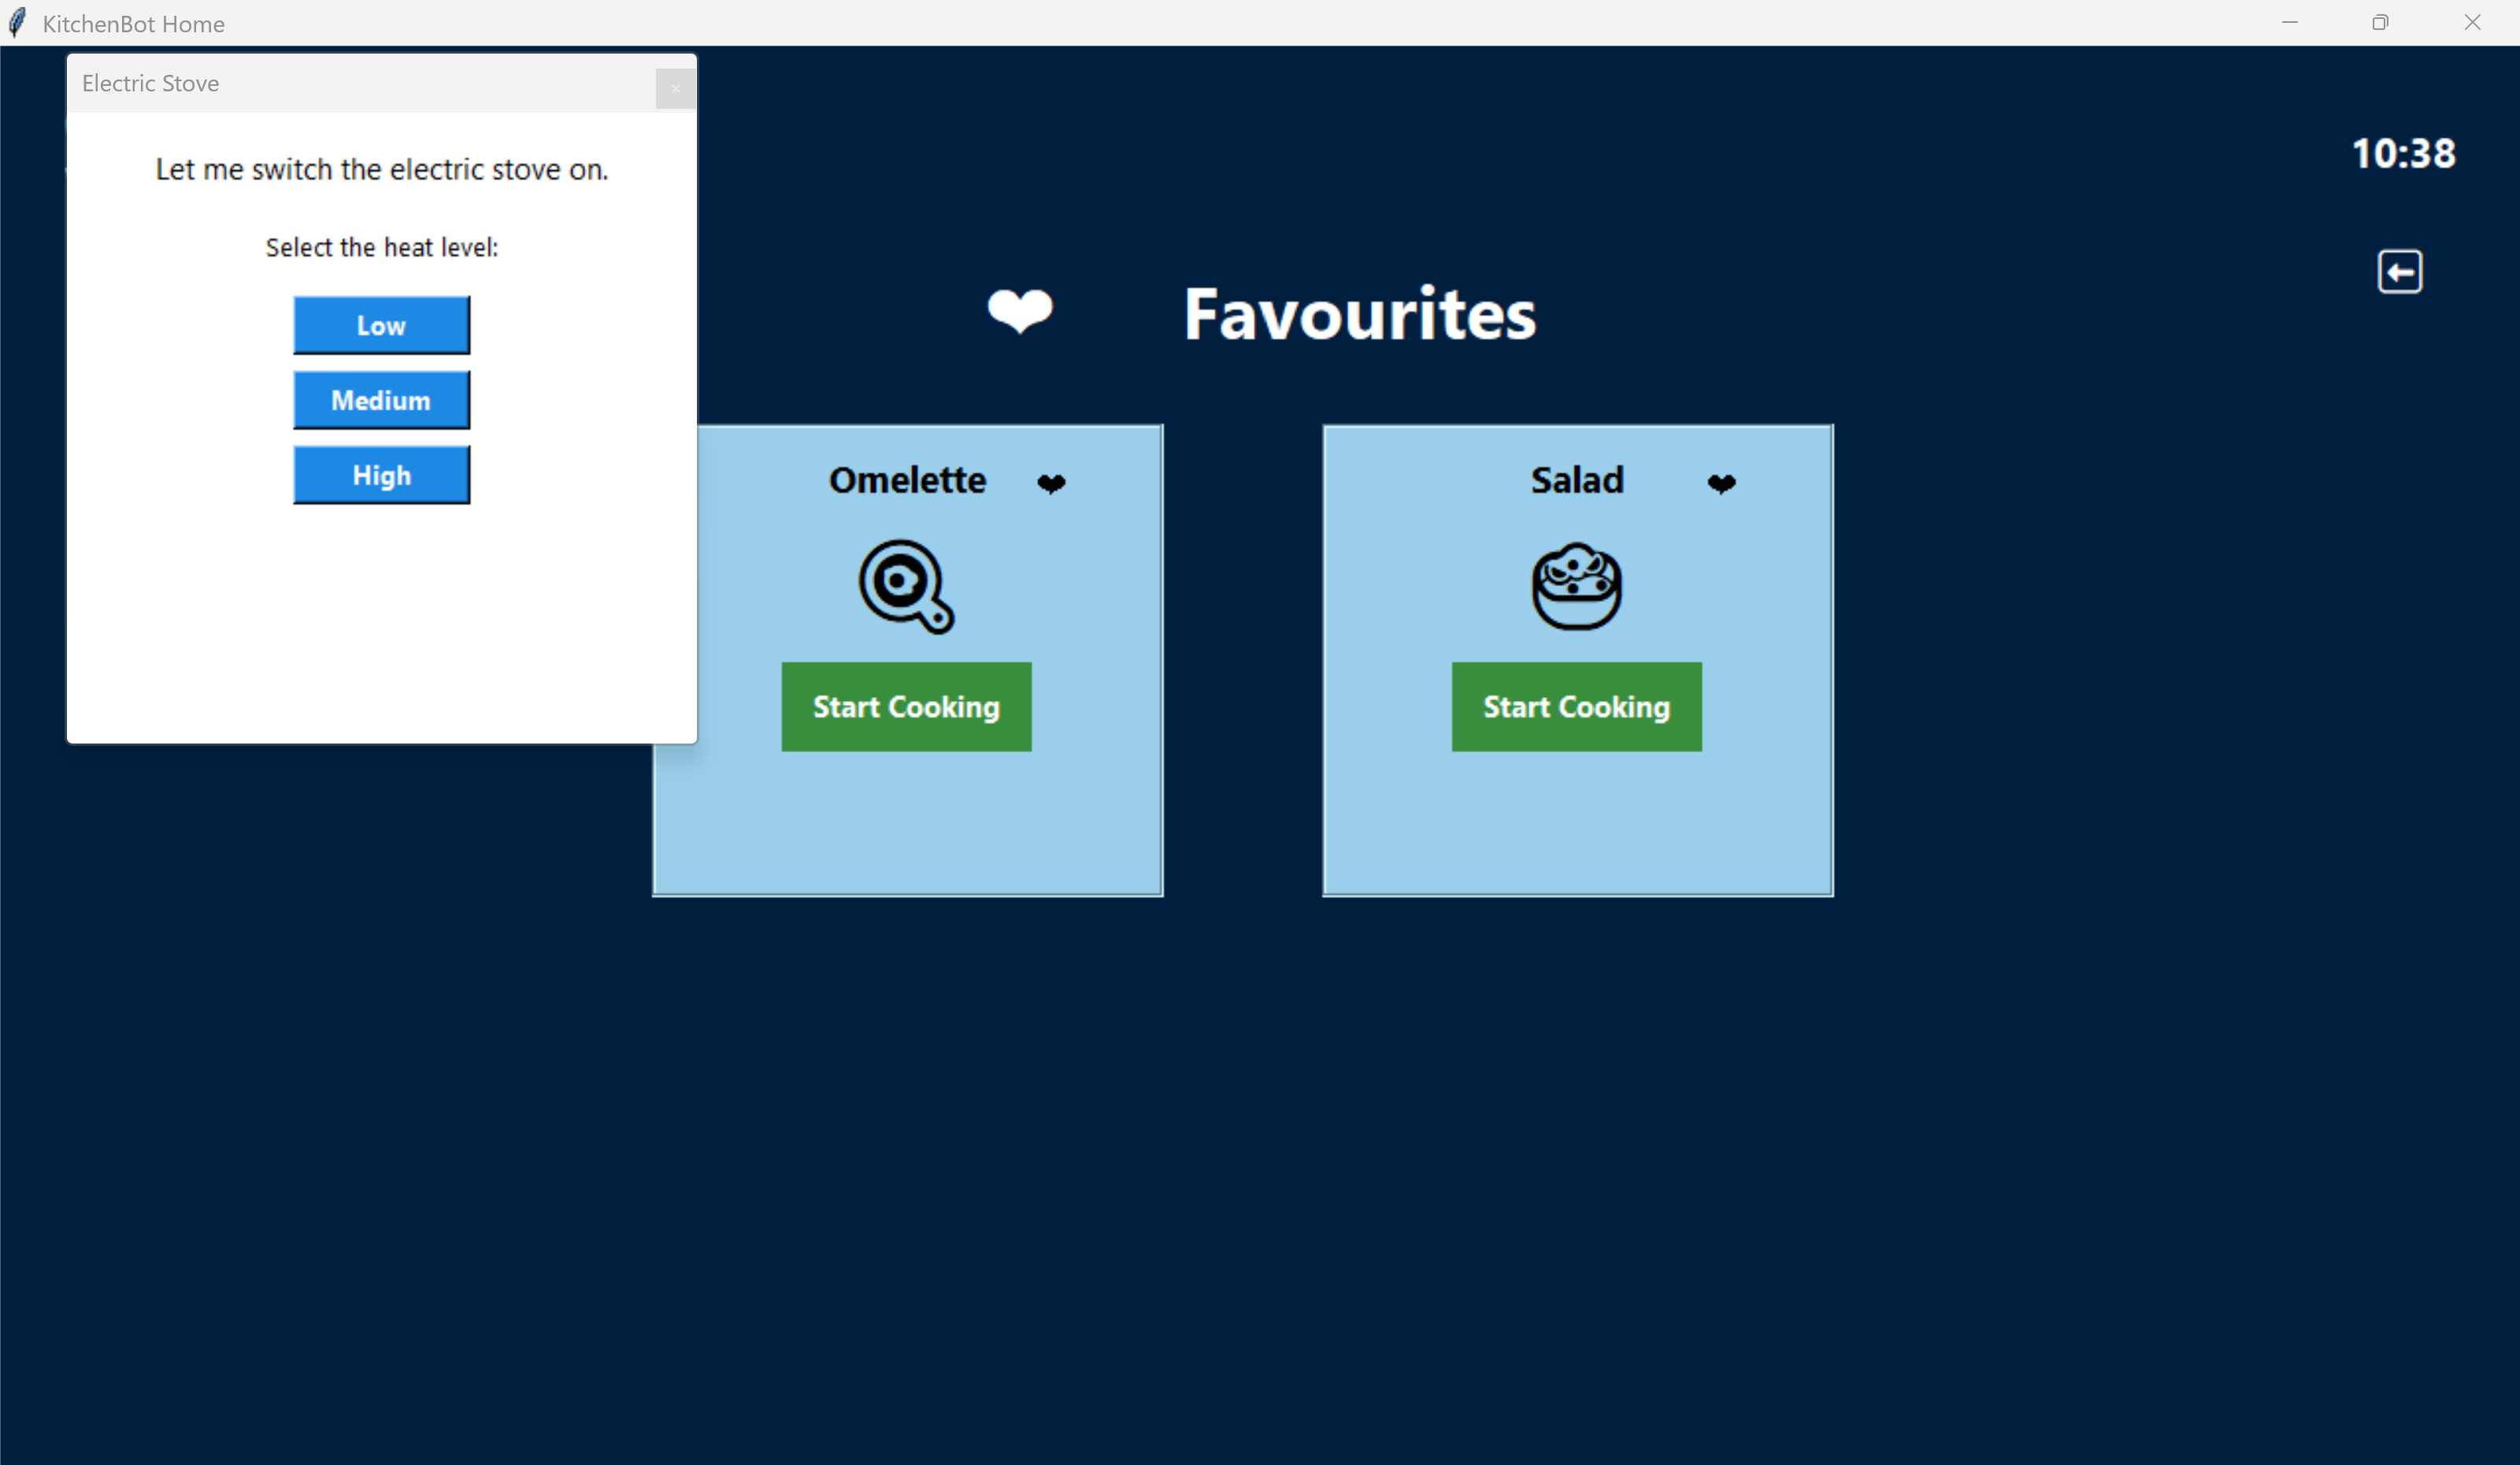 KitchenBot Home
Electric Stove
Let me switch the electric stove on.
Select the heat level:
Low
Medium
High
10:38
Favourites
Omelette
Start Cooking
Salad
Start Cooking